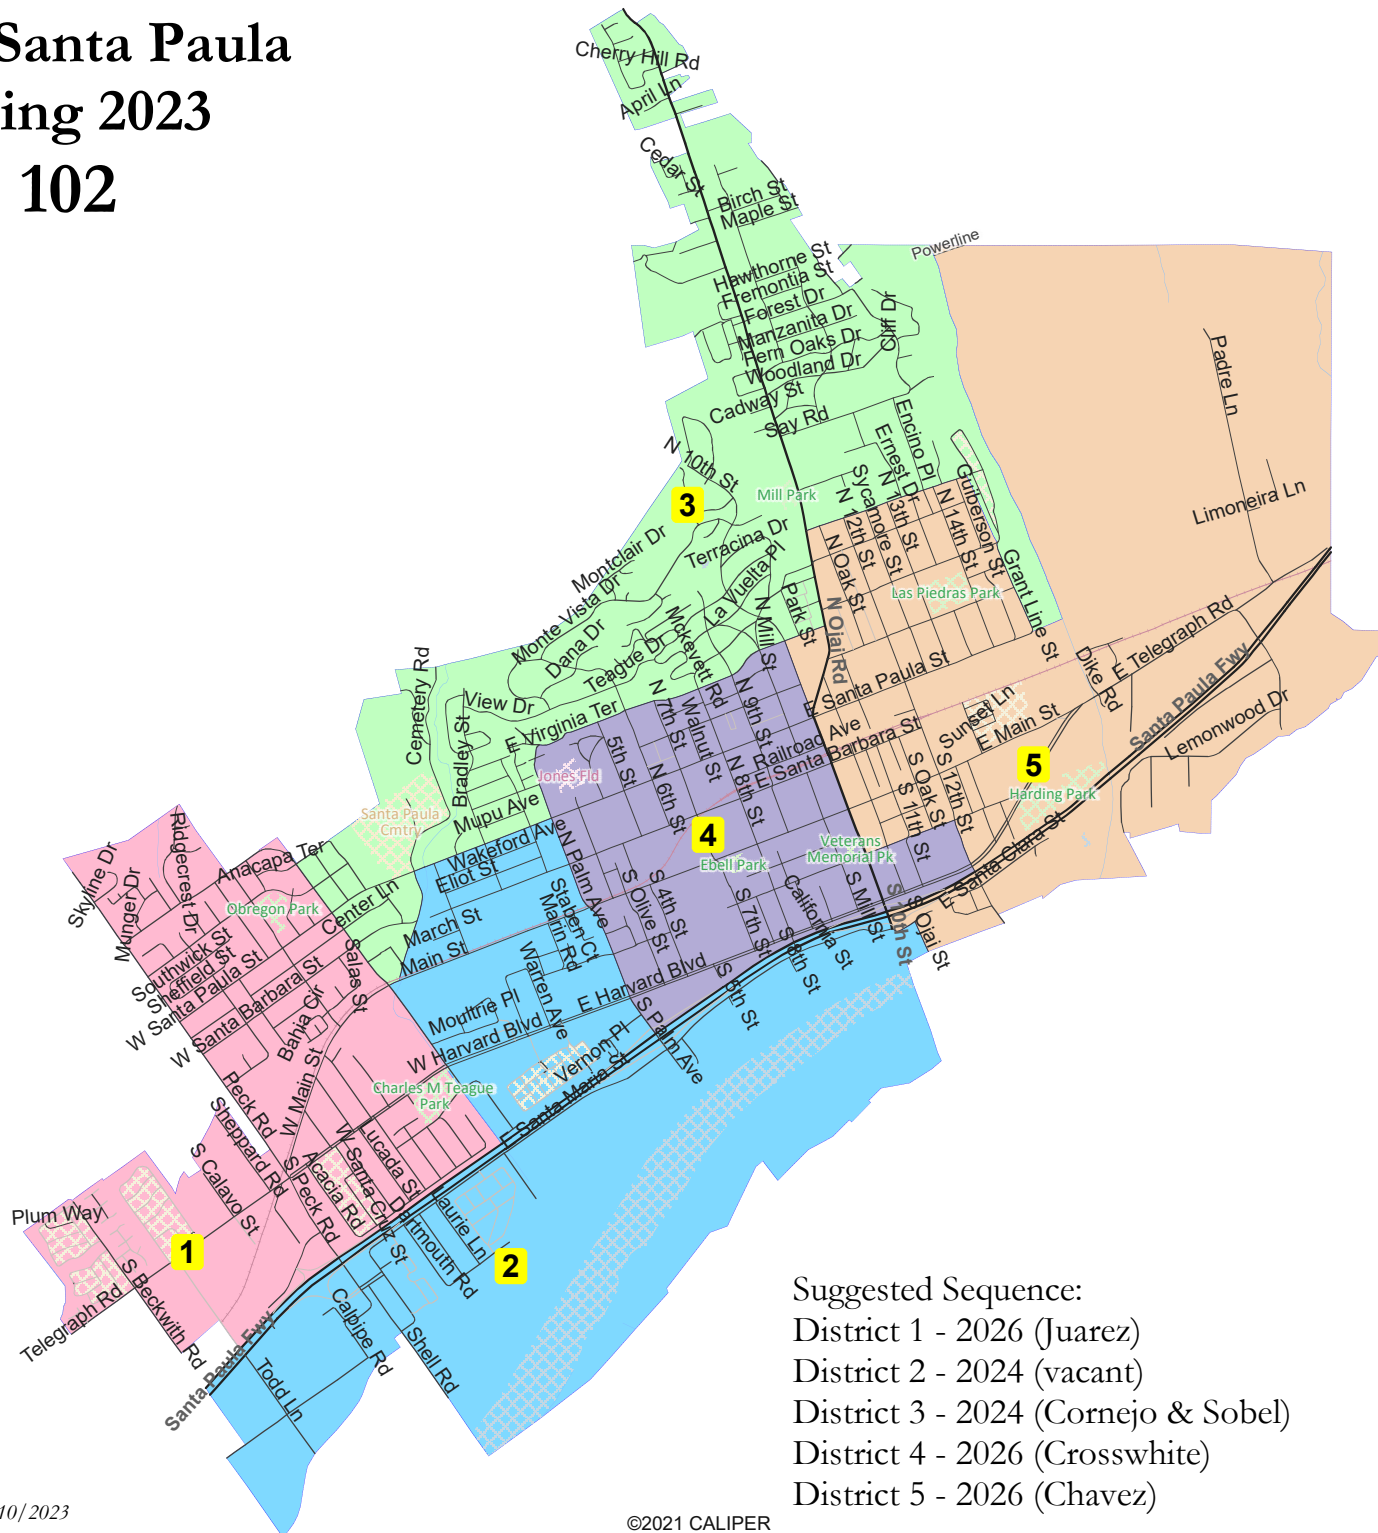 Santa Paula
ing 2023
102
Cherry Hill Rd
April Ln
Cedar St
Birch St
Maple St
Powerline
Hawthorne St
Fremontia St
Forest Dr
Manzanita Dr
Cliff Dr
Fern Oaks Dr
Woodland Dr
Cadway St
Say Rd
Padre Ln
Encino Pl
Ernest Dr
N 10th St
3
Mill Park
Sycamore St
N 12th St
N 13th St
N 14th St
Guiberson St
Limoneira Ln
Montclair Dr
Terracina Dr
La Vuelta Pl
N Oak St
Grant Line St
Las Piedras Park
Monte Vista Dr
Dana Dr
Teague Dr
Mckevett Rd
N Mill St
Park St
N Ojai Rd
E Telegraph Rd
Dike Rd
Cemetery Rd
View Dr
E Virginia Ter
E Santa Paula St
Santa Paula Fwy
Lemonwood Dr
Bradley St
N 7th St
Walnut St
N 9th St
Railroad Ave
E Santa Barbara St
Sunset Ln
E Main St
5th St
Jones Fld
N 6th St
N 8th St
S Oak St
S 12th St
5
Harding Park
Santa Paula
Cmtry
Mupu Ave
Wakeford Ave
Eliot St
N Palm Ave
4
Ebell Park
Veterans
Memorial Pk
S 11th St
E Santa Clara St
Skyline Dr
Munger Dr
Ridgecrest Dr
Anacapa Ter
Obregon Park
Center Ln
March St
Main St
Staben Ct
Marin Rd
S Olive St
S 4th St
S 7th St
California St
S Mill St
S 10th St
S Ojai St
Southwick St
Sheffield St
W Santa Paula St
W Santa Barbara St
Salas St
Bahia Cir
Warren Ave
Moultrie Pl
E Harvard Blvd
W Harvard Blvd
S 5th St
S 8th St
S Palm Ave
Vernon Pl
E Santa Maria St
Peck Rd
W Main St
Charles M Teague
Park
Sheppard Rd
S Calavo St
S Peck Rd
Acacia Rd
W Santa Cruz St
Lucada St
Dartmouth Rd
Laurie Ln
Plum Way
1
2
S Beckwith Rd
Telegraph Rd
Santa Paula Fwy
Calpipe Rd
Shell Rd
Todd Ln
Suggested Sequence:
District 1 - 2026 (Juarez)
District 2 - 2024 (vacant)
District 3 - 2024 (Cornejo & Sobel)
District 4 - 2026 (Crosswhite)
District 5 - 2026 (Chavez)
10/2023
©2021 CALIPER